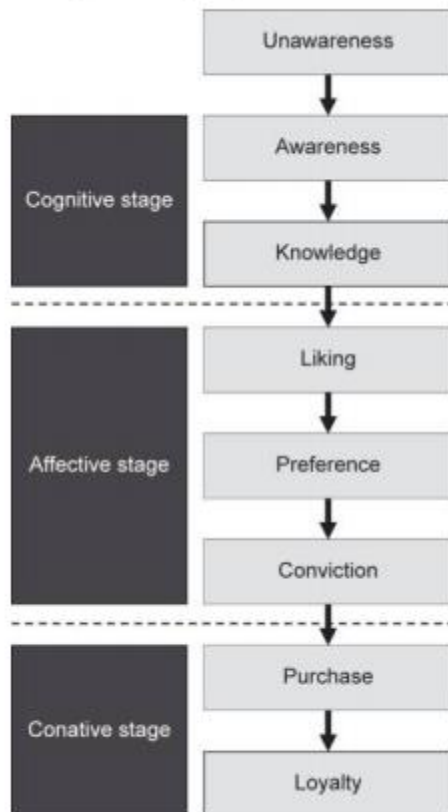 Unawareness
Awareness
Cognitive stage
Knowledge
Liking
Affective stage
Preference
Conviction
Purchase
Conative stage
Loyalty